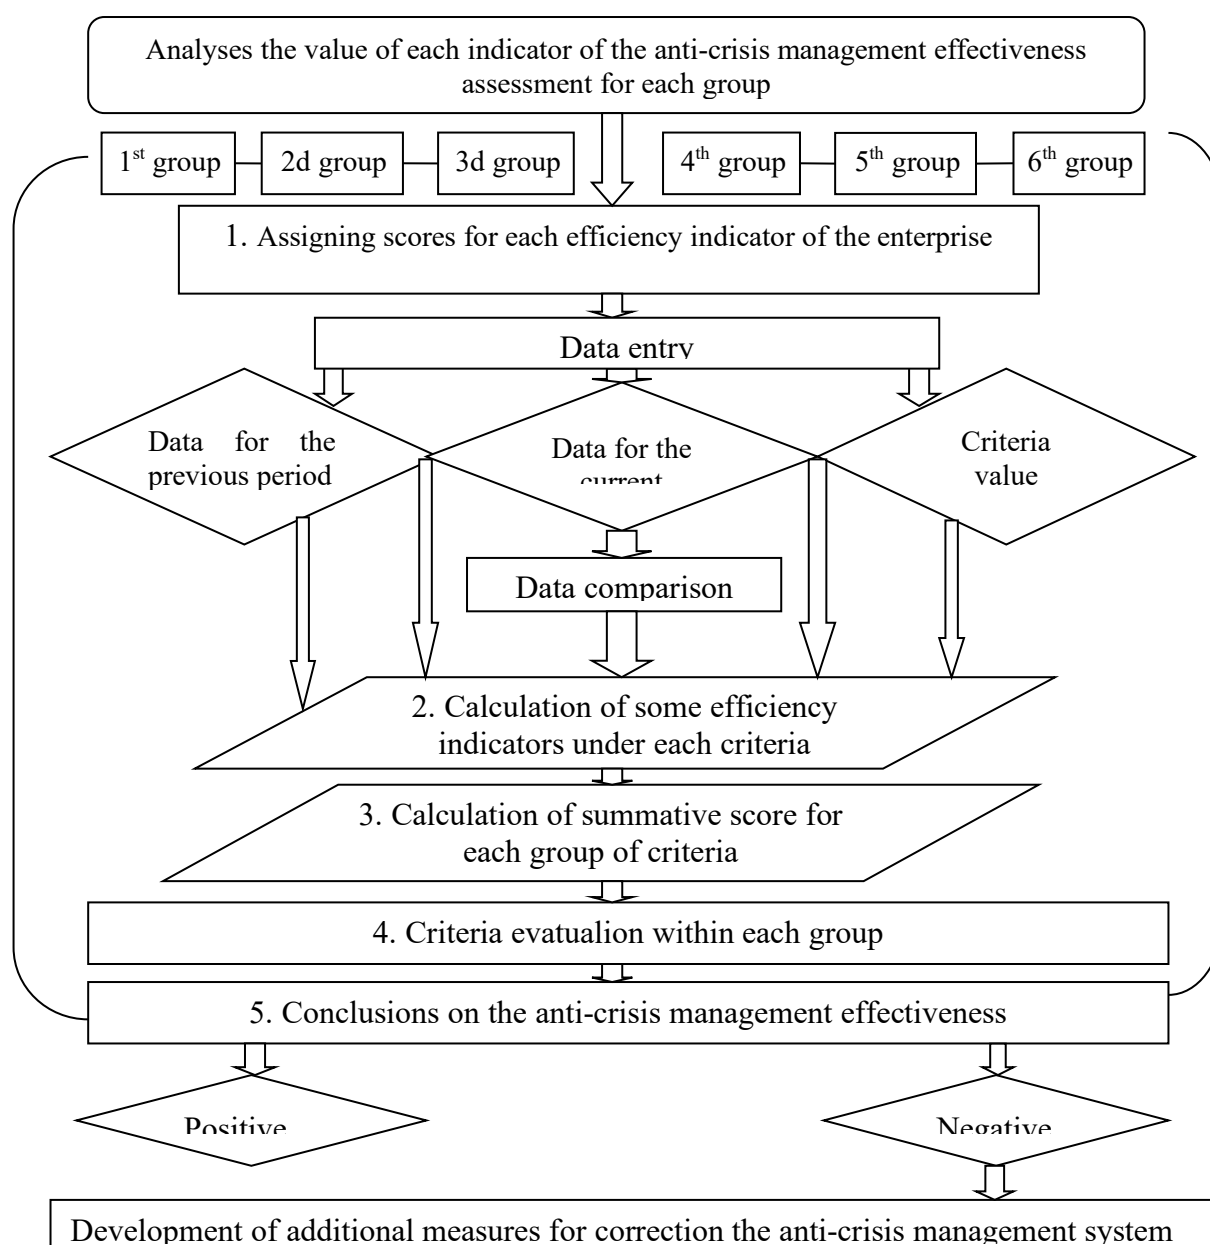 Analyses the value of each indicator of the anti-crisis management effectiveness
assessment for each group
1st group
2d group
3d group
4th group
5th group
6th group
1. Assigning scores for each efficiency indicator of the enterprise
Data entry
Data for the
previous period
Data for the
current
Criteria
value
Data comparison
2. Calculation of some efficiency
indicators under each criteria
3. Calculation of summative score for
each group of criteria
4. Criteria evatualion within each group
5. Conclusions on the anti-crisis management effectiveness
Positive
Negative
Development of additional measures for correction the anti-crisis management system